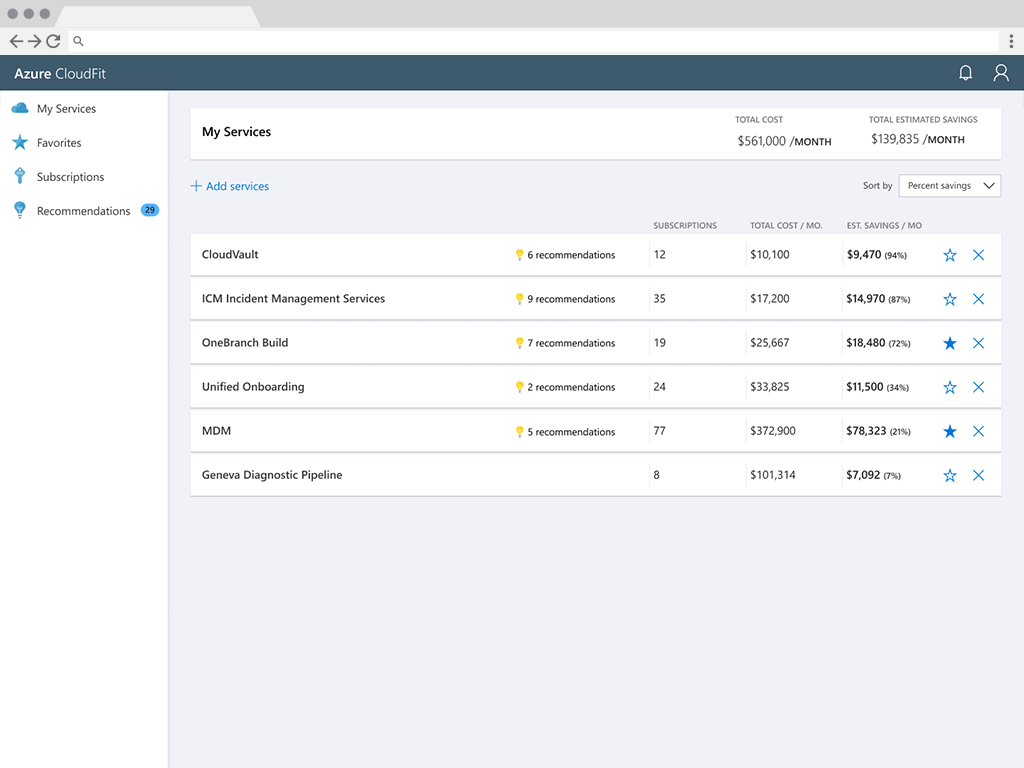 Azure CloudFit
My Services
Favorites
Subscriptions
Recommendations 29
My Services
TOTAL COST
$561,000 /MONTH
TOTAL ESTIMATED SAVINGS
$139,835 /MONTH
Add services
Sort by Percent savings
SUBSCRIPTIONS TOTAL COST / MO. EST. SAVINGS / MO
CloudVault 6 recommendations 12 $10,100 $9,470 (94%)
ICM Incident Management Services 9 recommendations 35 $17,200 $14,970 (87%)
OneBranch Build 7 recommendations 19 $25,667 $18,480 (72%)
Unified Onboarding 2 recommendations 24 $33,825 $11,500 (34%)
MDM 5 recommendations 77 $372,900 $78,323 (21%)
Geneva Diagnostic Pipeline 8 $101,314 $7,092 (7%)